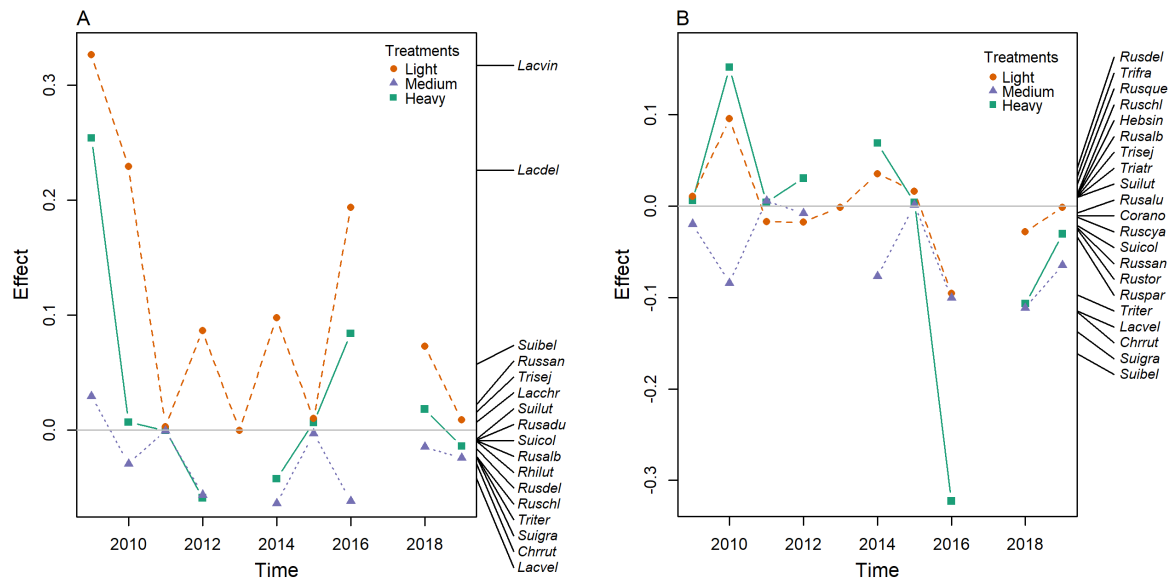 A
Treatments
Light
Medium
Heavy
0.3
0.2
0.1
0.0
Effect
2010 2012 2014 2016 2018
Time
Lacvin
Lacdel
Suibel
Russan
Trisej
Lacchr
Suilut
Rusadu
Suicol
Rusalb
Rhilut
Rusdel
Ruschl
Triter
Suigra
Chrrut
Lacvel
B
Treatments
Light
Medium
Heavy
0.1
0.0
-0.1
-0.2
-0.3
Effect
2010 2012 2014 2016 2018
Time
Rusdel
Trifra
Rusque
Ruschl
Hebsin
Rusalb
Trisej
Triatr
Suilut
Rusalu
Corano
Ruscya
Suicol
Russan
Rustor
Ruspar
Triter
Lacvel
Chrrut
Suigra
Suibel